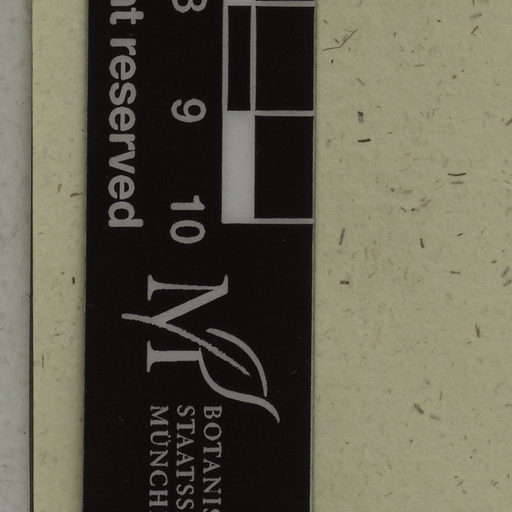 8 9 10
nt reserved
BOTANIS
STAATSS
MÜNCH